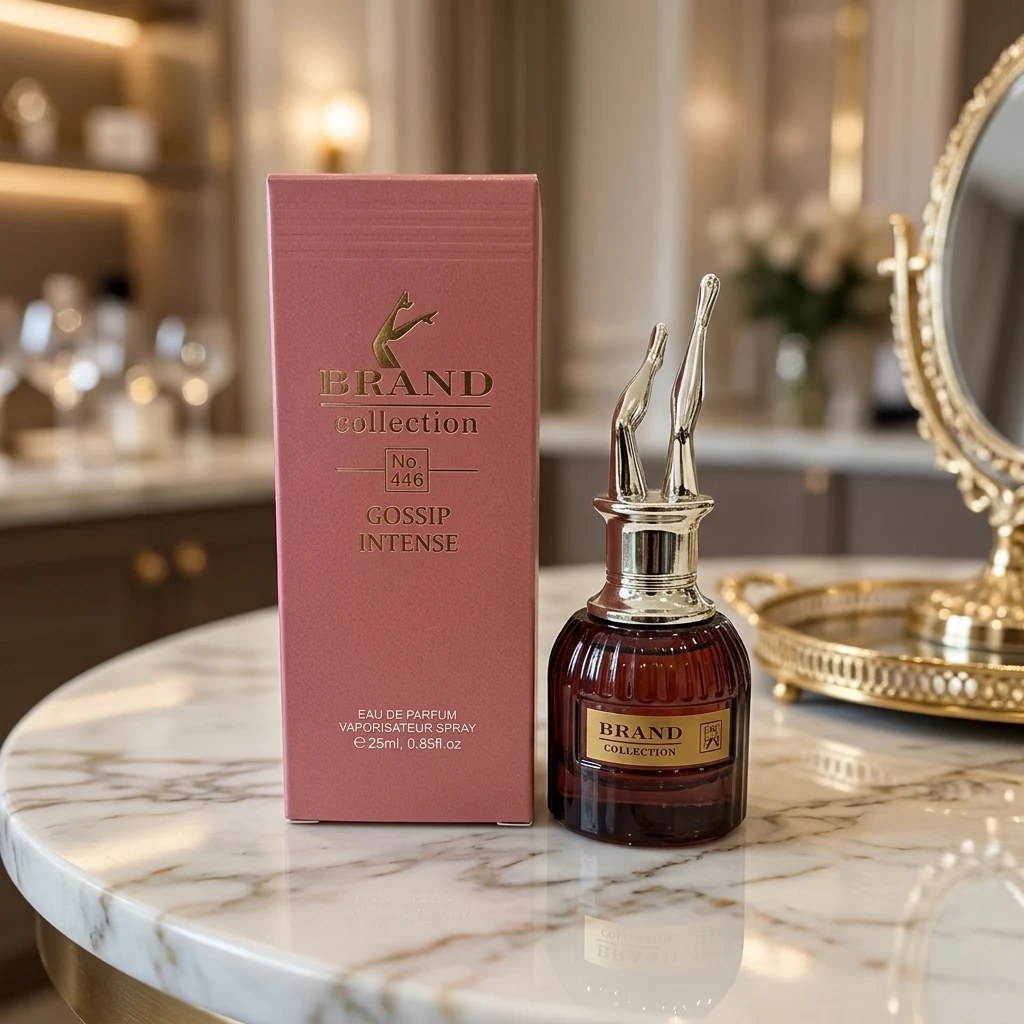 BRAND
collection
No.
446
GOSSIP
INTENSE
EAU DE PARFUM
VAPORISATEUR SPRAY
℮25ml, 0.85fl.oz
BRAND
COLLECTION